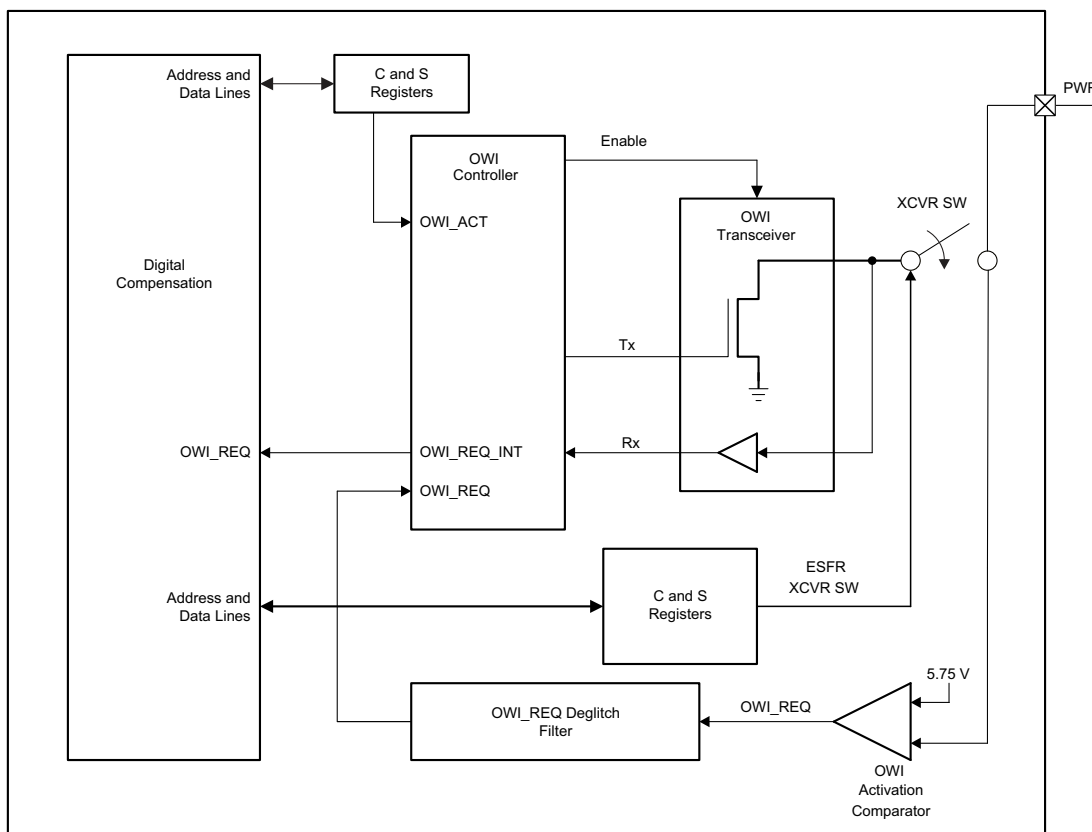 Address and
Data Lines
C and S
Registers
PWR
Enable
OWI
Controller
XCVR SW
OWI_ACT
OWI
Transceiver
Digital
Compensation
Tx
Rx
OWI_REQ
OWI_REQ_INT
OWI_REQ
ESFR
XCVR SW
Address and
Data Lines
C and S
Registers
5.75 V
OWI_REQ
OWI_REQ Deglitch
Filter
OWI
Activation
Comparator